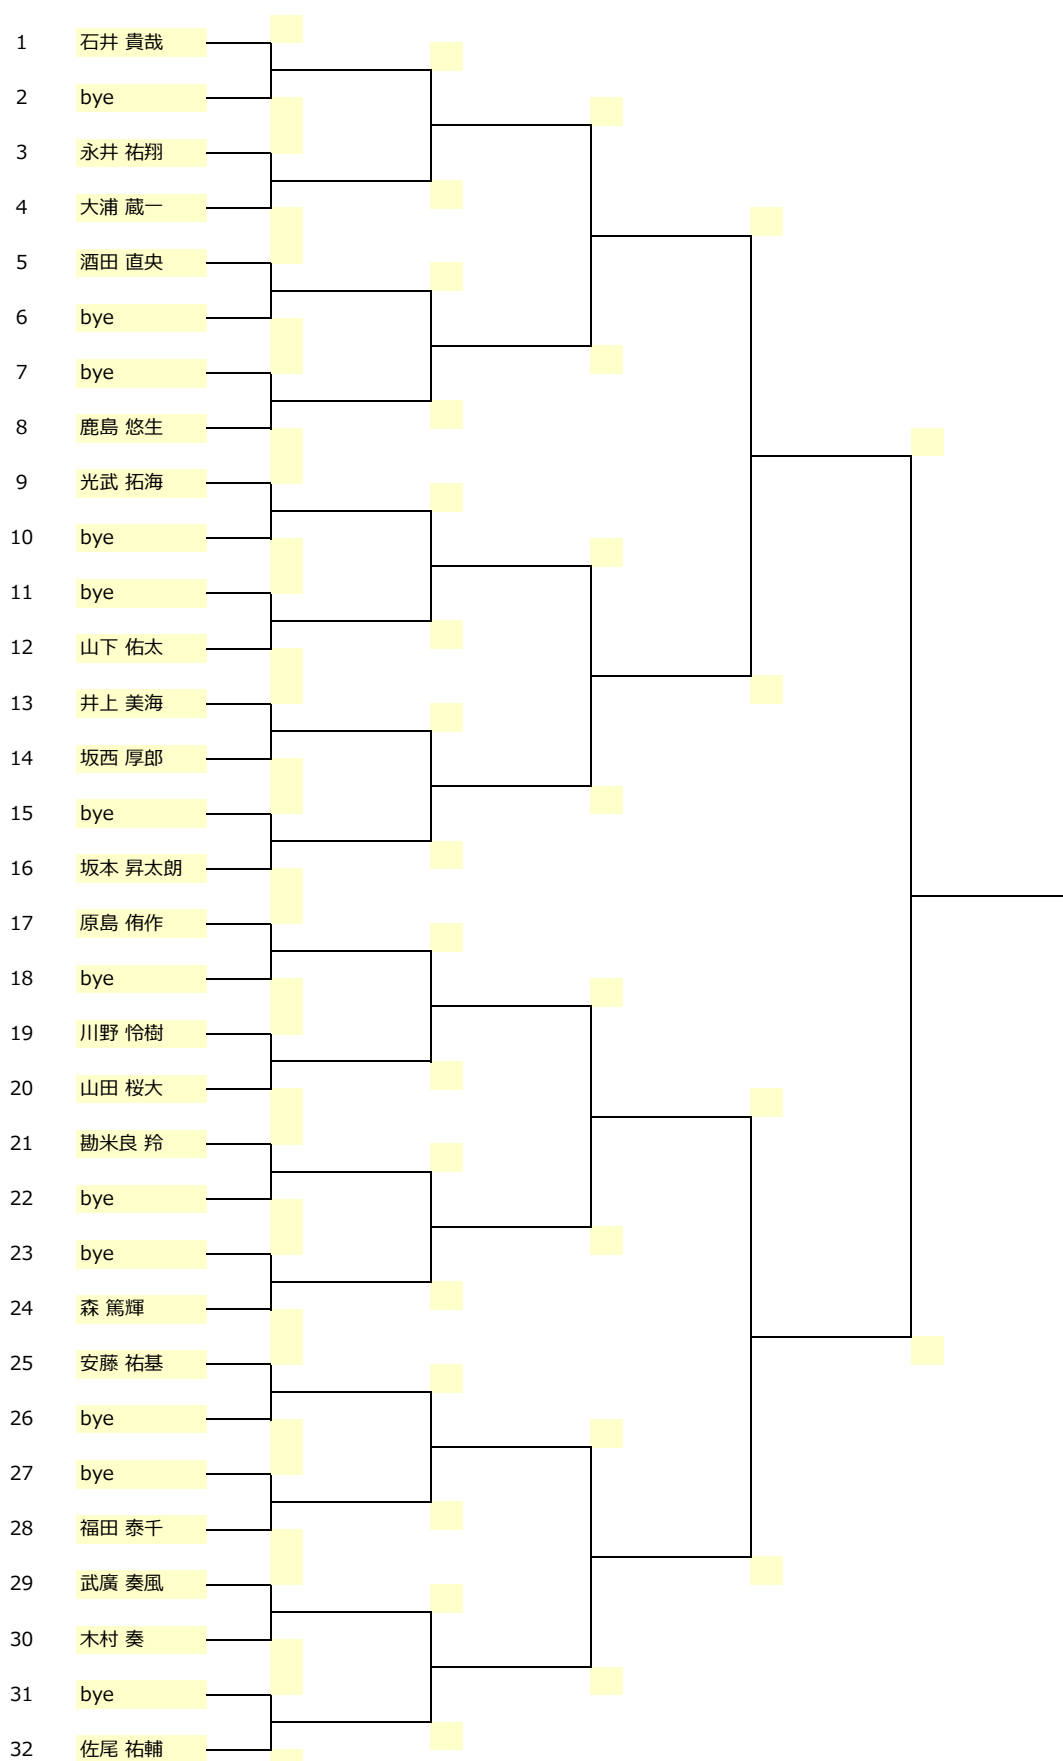 1 石井 貴哉
2 bye
3 永井 祐翔
4 大浦 蔵一
5 酒田 直央
6 bye
7 bye
8 鹿島 悠生
9 光武 拓海
10 bye
11 bye
12 山下 佑太
13 井上 美海
14 坂西 厚郎
15 bye
16 坂本 昇太朗
17 原島 侑作
18 bye
19 川野 怜樹
20 山田 桜大
21 勘米良 羚
22 bye
23 bye
24 森 篤輝
25 安藤 祐基
26 bye
27 bye
28 福田 泰千
29 武廣 奏風
30 木村 奏
31 bye
32 佐尾 祐輔